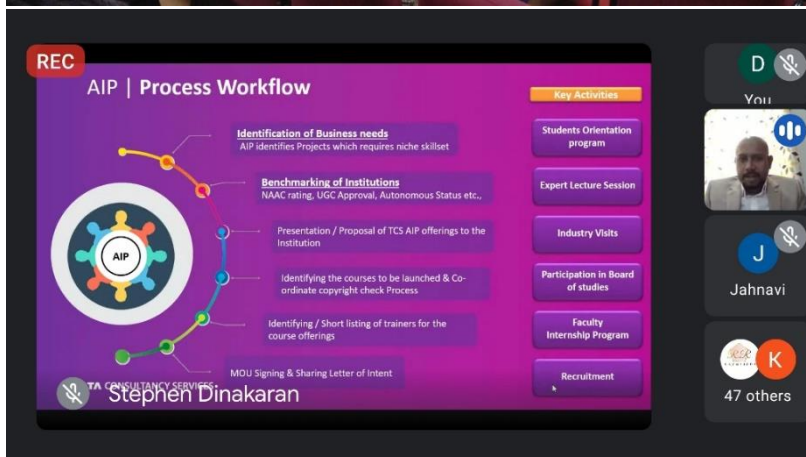 REC
AIP | Process Workflow
Key Activities
Identification of Business needs
AIP identifies Projects which requires niche skillset
Benchmarking of Institutions
NAAC rating, UGC Approval, Autonomous Status etc.,
Presentation / Proposal of TCS AIP offerings to the
Institution
Identifying the courses to be launched & Co-
ordinate copyright check Process
Identifying / Short listing of trainers for the
course offerings
MOU Signing & Sharing Letter of Intent
AIP
Students Orientation
program
Expert Lecture Session
Industry Visits
Participation in Board
of studies
Faculty
Internship Program
Recruitment
TATA CONSULTANCY SERVICES
Stephen Dinakaran
D
You
J
Jahnavi
K
47 others